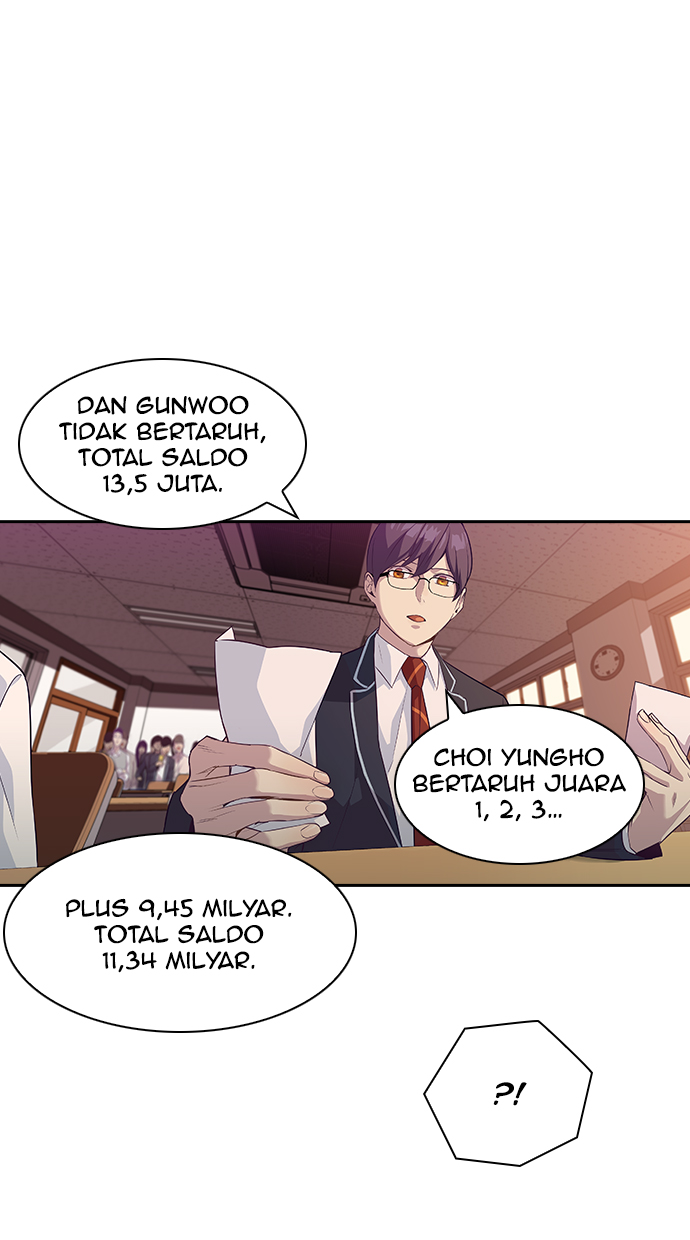 DAN GUNWOO
TIDAK BERTARUH,
TOTAL SALDO
13,5 JUTA.
CHOI YUNGHO
BERTARUH JUARA
1, 2, 3...
PLUS 9,45 MILYAR.
TOTAL SALDO
11,34 MILYAR.
?!